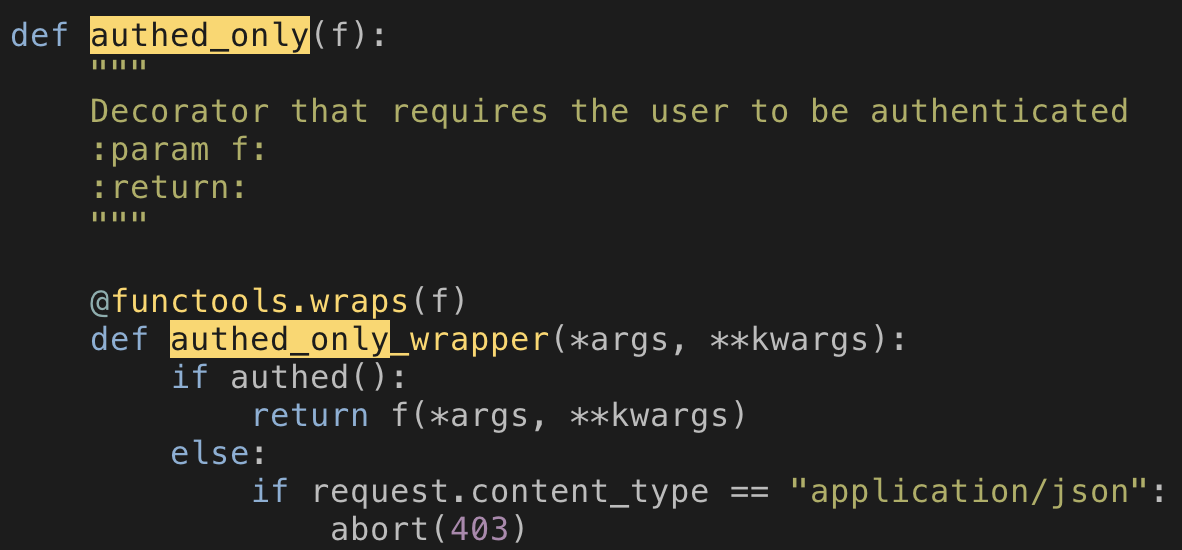 def authed_only(f):
    """
    Decorator that requires the user to be authenticated
    :param f:
    :return:
    """

    @functools.wraps(f)
    def authed_only_wrapper(*args, **kwargs):
        if authed():
            return f(*args, **kwargs)
        else:
            if request.content_type == "application/json":
                abort(403)